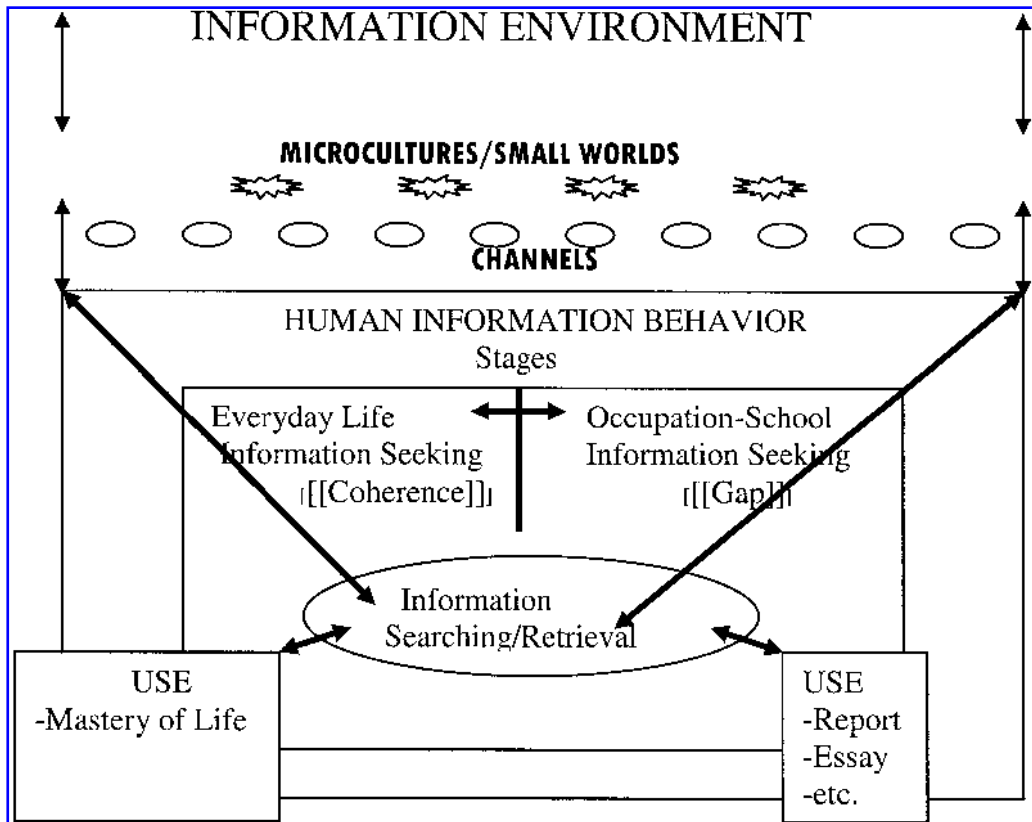 INFORMATION ENVIRONMENT
MICROCULTURES/SMALL WORLDS
CHANNELS
HUMAN INFORMATION BEHAVIOR
Stages
Everyday Life
Information Seeking
[[[Coherence]]]
Occupation-School
Information Seeking
[[[Gap]]]
Information
Searching/Retrieval
USE
-Mastery of Life
USE
-Report
-Essay
-etc.